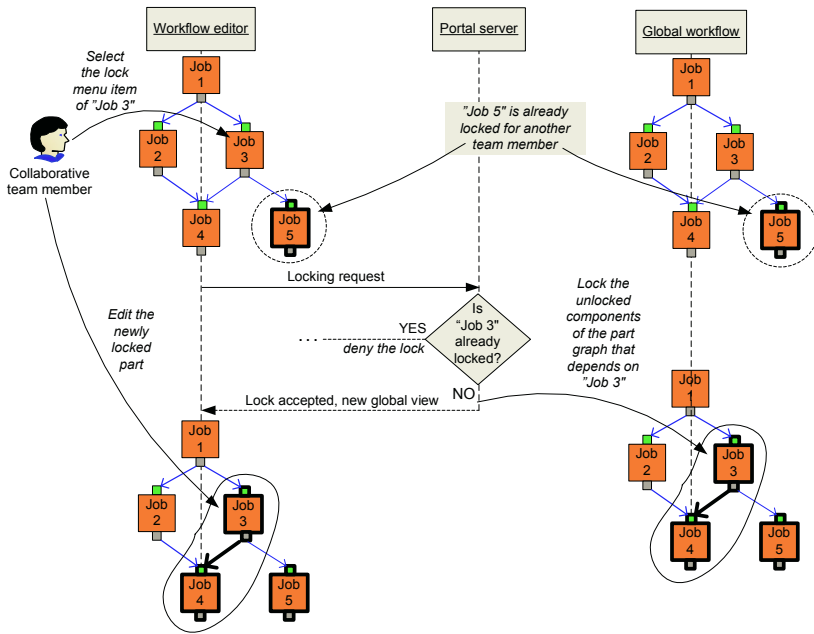 Workflow editor
Portal server
Global workflow
Select
the lock
menu item
of "Job 3"
Job
1
Job
2
Job
3
Job
4
Job
5
Collaborative
team member
"Job 5" is already
locked for another
team member
Job
1
Job
2
Job
3
Job
4
Job
5
Locking request
Edit the
newly
locked
part
Is
“Job 3"
already
locked?
... YES
deny the lock
NO
Lock the
unlocked
components
of the part
graph that
depends on
"Job 3"
Lock accepted, new global view
Job
1
Job
2
Job
3
Job
4
Job
5
Job
1
Job
2
Job
3
Job
4
Job
5